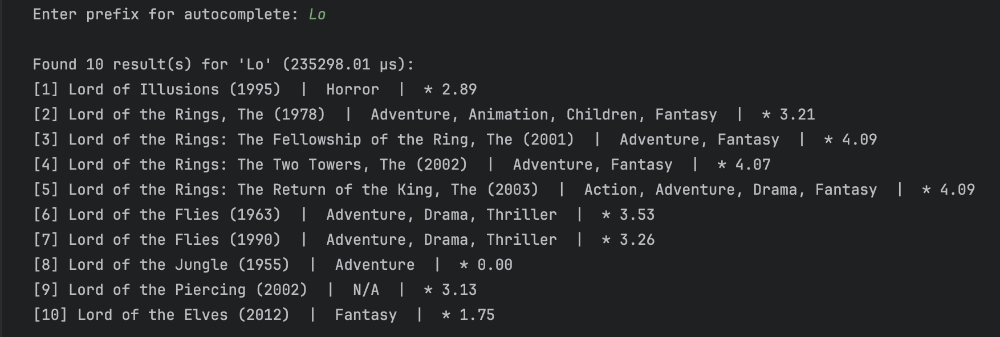 Enter prefix for autocomplete: Lo
Found 10 result(s) for 'Lo' (235298.01 µs):
[1] Lord of Illusions (1995)  |  Horror  |  * 2.89
[2] Lord of the Rings, The (1978)  |  Adventure, Animation, Children, Fantasy  |  * 3.21
[3] Lord of the Rings: The Fellowship of the Ring, The (2001)  |  Adventure, Fantasy  |  * 4.09
[4] Lord of the Rings: The Two Towers, The (2002)  |  Adventure, Fantasy  |  * 4.07
[5] Lord of the Rings: The Return of the King, The (2003)  |  Action, Adventure, Drama, Fantasy  |  * 4.09
[6] Lord of the Flies (1963)  |  Adventure, Drama, Thriller  |  * 3.53
[7] Lord of the Flies (1990)  |  Adventure, Drama, Thriller  |  * 3.26
[8] Lord of the Jungle (1955)  |  Adventure  |  * 0.00
[9] Lord of the Piercing (2002)  |  N/A  |  * 3.13
[10] Lord of the Elves (2012)  |  Fantasy  |  * 1.75